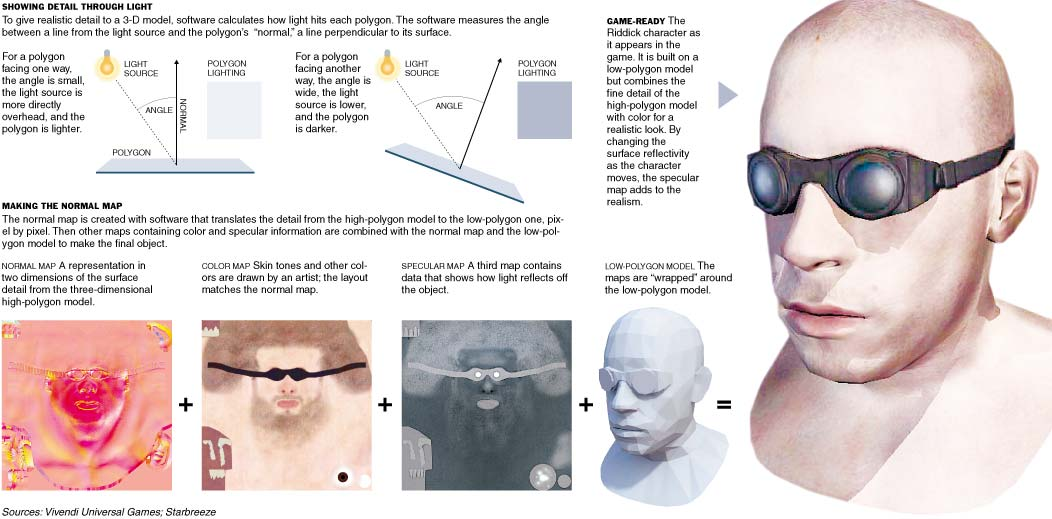 SHOWING DETAIL THROUGH LIGHT
To give realistic detail to a 3-D model, software calculates how light hits each polygon. The software measures the angle
between a line from the light source and the polygon's "normal," a line perpendicular to its surface.
For a polygon
facing one way,
the angle is small,
the light source is
more directly
overhead, and the
polygon is lighter.
LIGHT
SOURCE
ANGLE
NORMAL
POLYGON
POLYGON
LIGHTING
For a polygon
facing another
way, the angle is
wide, the light
source is lower,
and the polygon
is darker.
LIGHT
SOURCE
ANGLE
POLYGON
LIGHTING
GAME-READY The
Riddick character as
it appears in the
game. It is built on a
low-polygon model
but combines the
fine detail of the
high-polygon model
with color for a
realistic look. By
changing the
surface reflectivity
as the character
moves, the specular
map adds to the
realism.
MAKING THE NORMAL MAP
The normal map is created with software that translates the detail from the high-polygon model to the low-polygon one, pix-
el by pixel. Then other maps containing color and specular information are combined with the normal map and the low-pol-
ygon model to make the final object.
NORMAL MAP A representation in
two dimensions of the surface
detail from the three-dimensional
high-polygon model.
COLOR MAP Skin tones and other col-
ors are drawn by an artist; the layout
matches the normal map.
SPECULAR MAP A third map contains
data that shows how light reflects off
the object.
LOW-POLYGON MODEL The
maps are "wrapped" around
the low-polygon model.
+ + + =
Sources: Vivendi Universal Games; Starbreeze